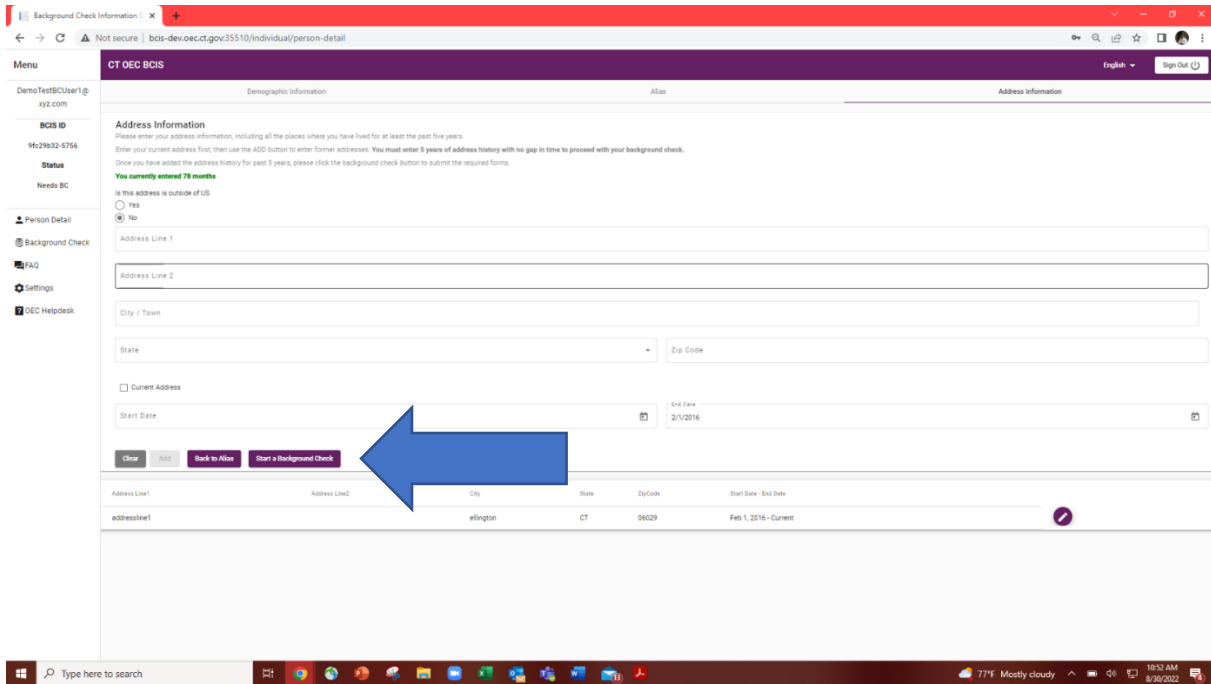 Background Check Information S
Not secure | bcis-dev.oec.ct.gov:35510/individual/person-detail
Menu
CT OEC BCIS
English
Sign Out
DemoTestBCUser1@
xyz.com
BCIS ID
9fc29b32-5756
Status
Needs BC
Person Detail
Background Check
FAQ
Settings
OEC Helpdesk
Demographic Information
Alias
Address Information
Address Information
Please enter your address information, including all the places where you have lived for at least the past five years.
Enter your current address first, then use the ADD button to enter former addresses. You must enter 5 years of address history with no gap in time to proceed with your background check.
Once you have added the address history for past 5 years, please click the background check button to submit the required forms.
You currently entered 78 months
Is this address is outside of US
Yes
No
Address Line 1
Address Line 2
City / Town
State
Zip Code
Current Address
Start Date
End Date
2/1/2016
Clear Add Back to Alias Start a Background Check
Address Line1 Address Line2 City State ZipCode Start Date - End Date
addressline1 ellington CT 06029 Feb 1, 2016 - Current
Type here to search
77°F Mostly cloudy
10:52 AM
8/30/2022